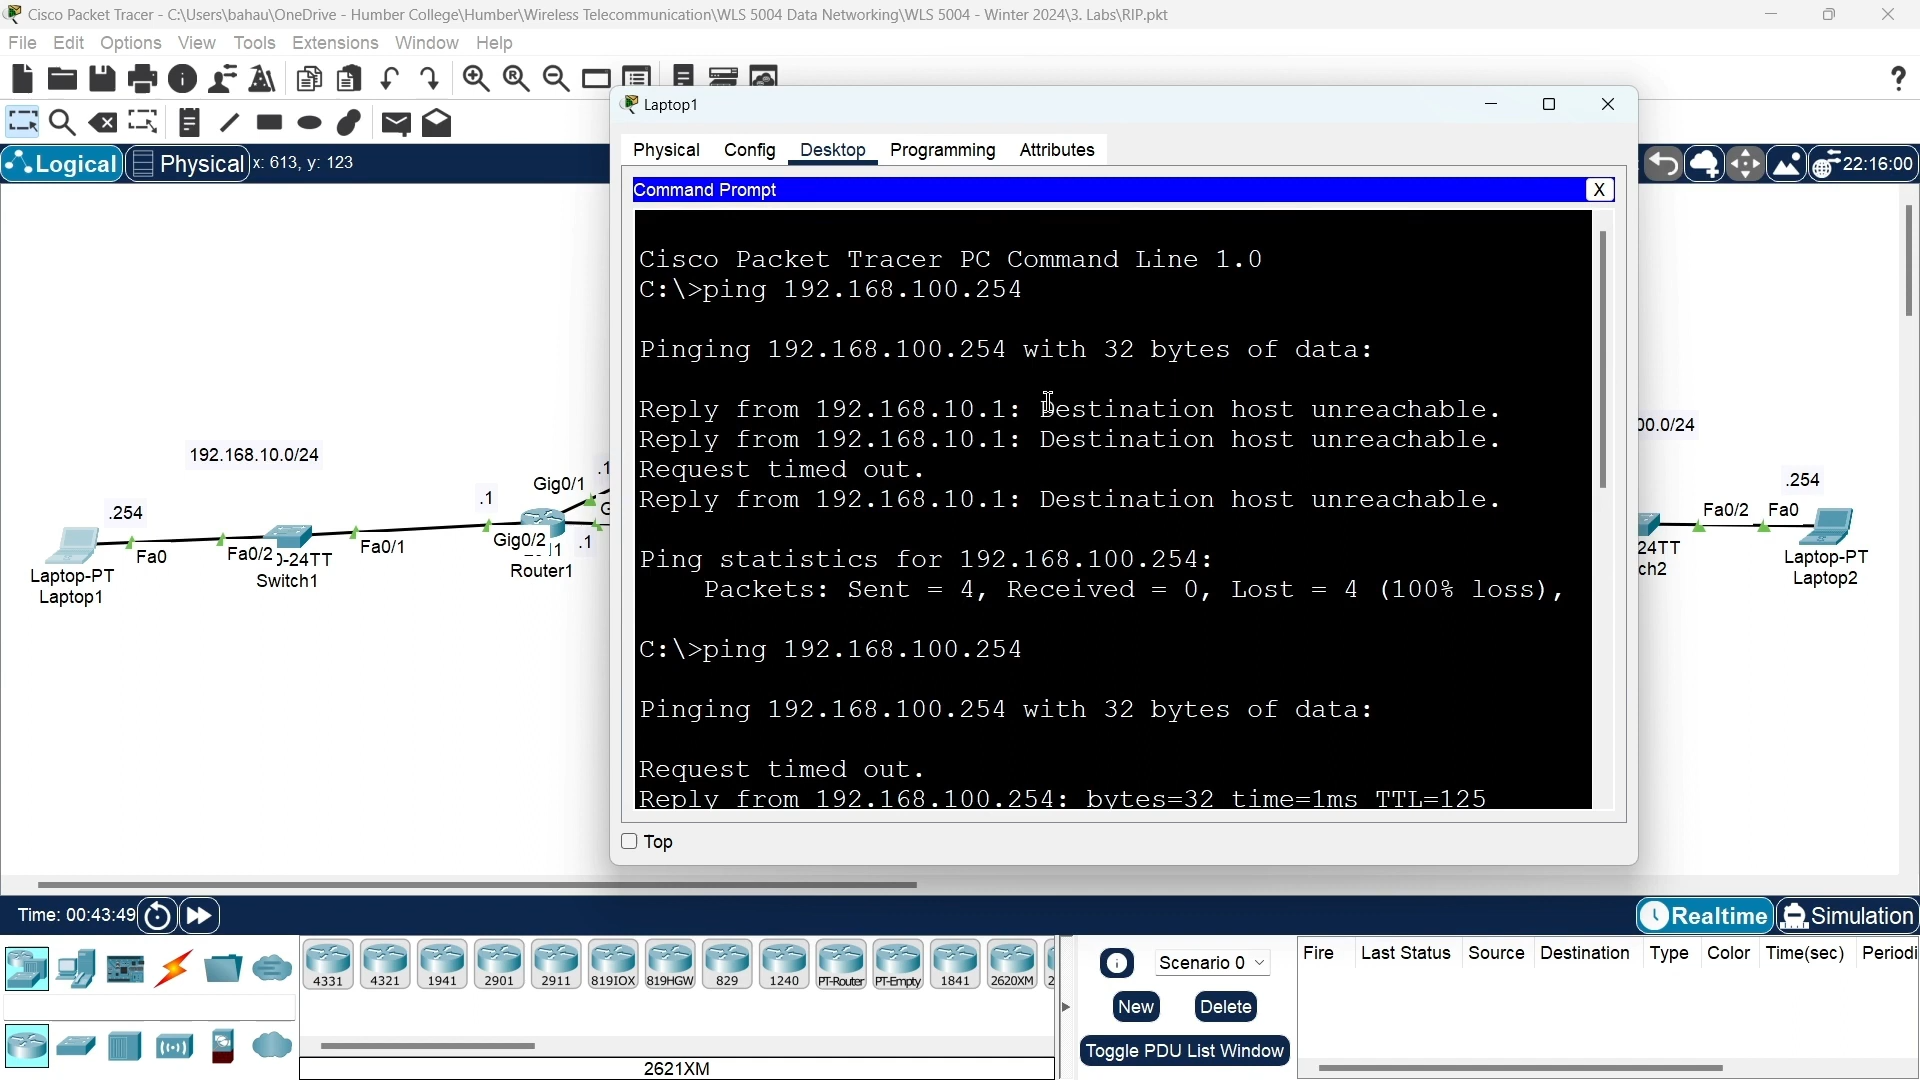 Cisco Packet Tracer - C:\Users\bahau\OneDrive - Humber College\Humber\Wireless Telecommunication\WLS 5004 Data Networking\WLS 5004 - Winter 2024\3. Labs\RIP.pkt
File Edit Options View Tools Extensions Window Help
Logical Physical x: 613, y: 123
22:16:00
Laptop1
Physical Config Desktop Programming Attributes
Command Prompt X
Cisco Packet Tracer PC Command Line 1.0
C:\>ping 192.168.100.254
Pinging 192.168.100.254 with 32 bytes of data:
Reply from 192.168.10.1: Destination host unreachable.
Reply from 192.168.10.1: Destination host unreachable.
Request timed out.
Reply from 192.168.10.1: Destination host unreachable.
Ping statistics for 192.168.100.254:
Packets: Sent = 4, Received = 0, Lost = 4 (100% loss),
C:\>ping 192.168.100.254
Pinging 192.168.100.254 with 32 bytes of data:
Request timed out.
Reply from 192.168.100.254: bytes=32 time=1ms TTL=125
Top
192.168.10.0/24
.254
Fa0
Laptop-PT
Laptop1
Fa0/2
-24TT
Switch1
Fa0/1
.1
Gig0/1
.1
G
Gig0/2
.1
Router1
00.0/24
.254
Fa0/2 Fa0
24TT
ch2
Laptop-PT
Laptop2
Time: 00:43:49
Realtime Simulation
4331 4321 1941 2901 2911 819IOX 819HGW 829 1240 PT-Router PT-Empty 1841 2620XM 2
2621XM
Scenario 0
New Delete
Toggle PDU List Window
Fire Last Status Source Destination Type Color Time(sec) Periodi